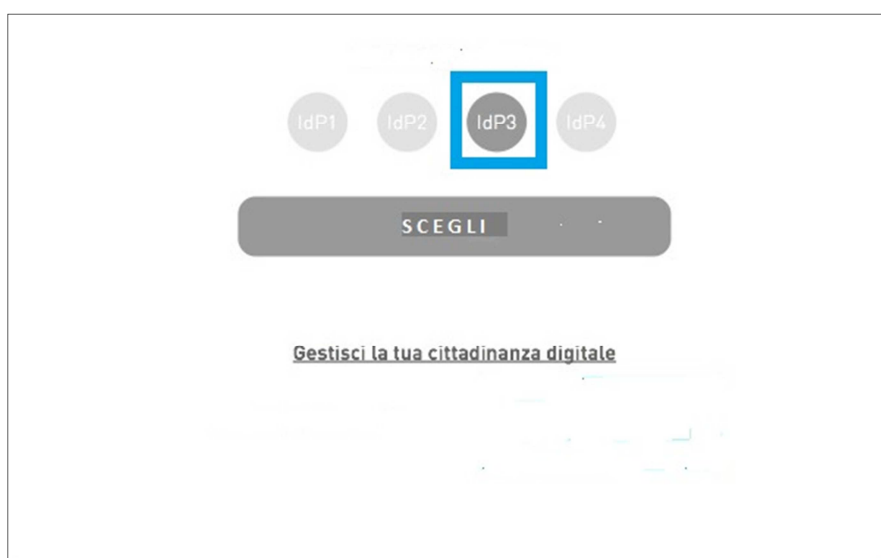 IdP1 IdP2 IdP3 IdP4
SCEGLI
Gestisci la tua cittadinanza digitale